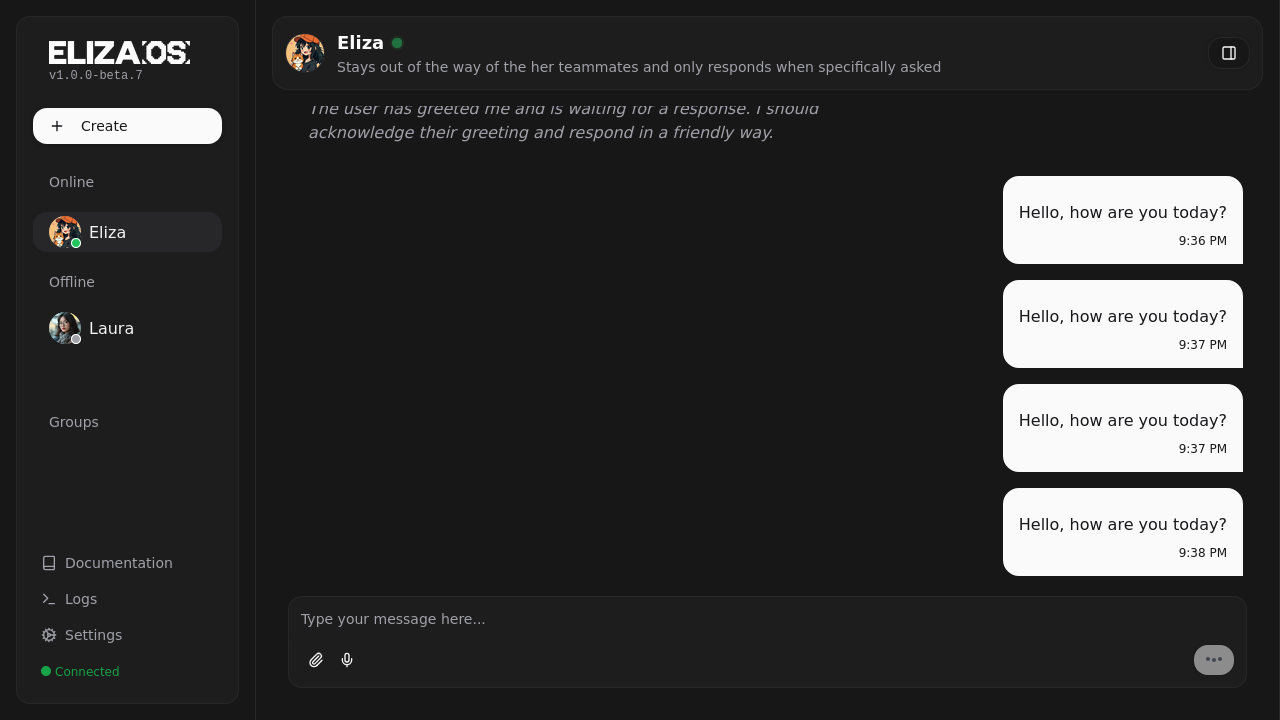 ELIZA OS
v1.0.0-beta.7
Create
Online
Eliza
Offline
Laura
Groups
Documentation
Logs
Settings
Connected
Eliza
Stays out of the way of the her teammates and only responds when specifically asked
The user has greeted me and is waiting for a response. I should
acknowledge their greeting and respond in a friendly way.
Hello, how are you today?
9:36 PM
Hello, how are you today?
9:37 PM
Hello, how are you today?
9:37 PM
Hello, how are you today?
9:38 PM
Type your message here...